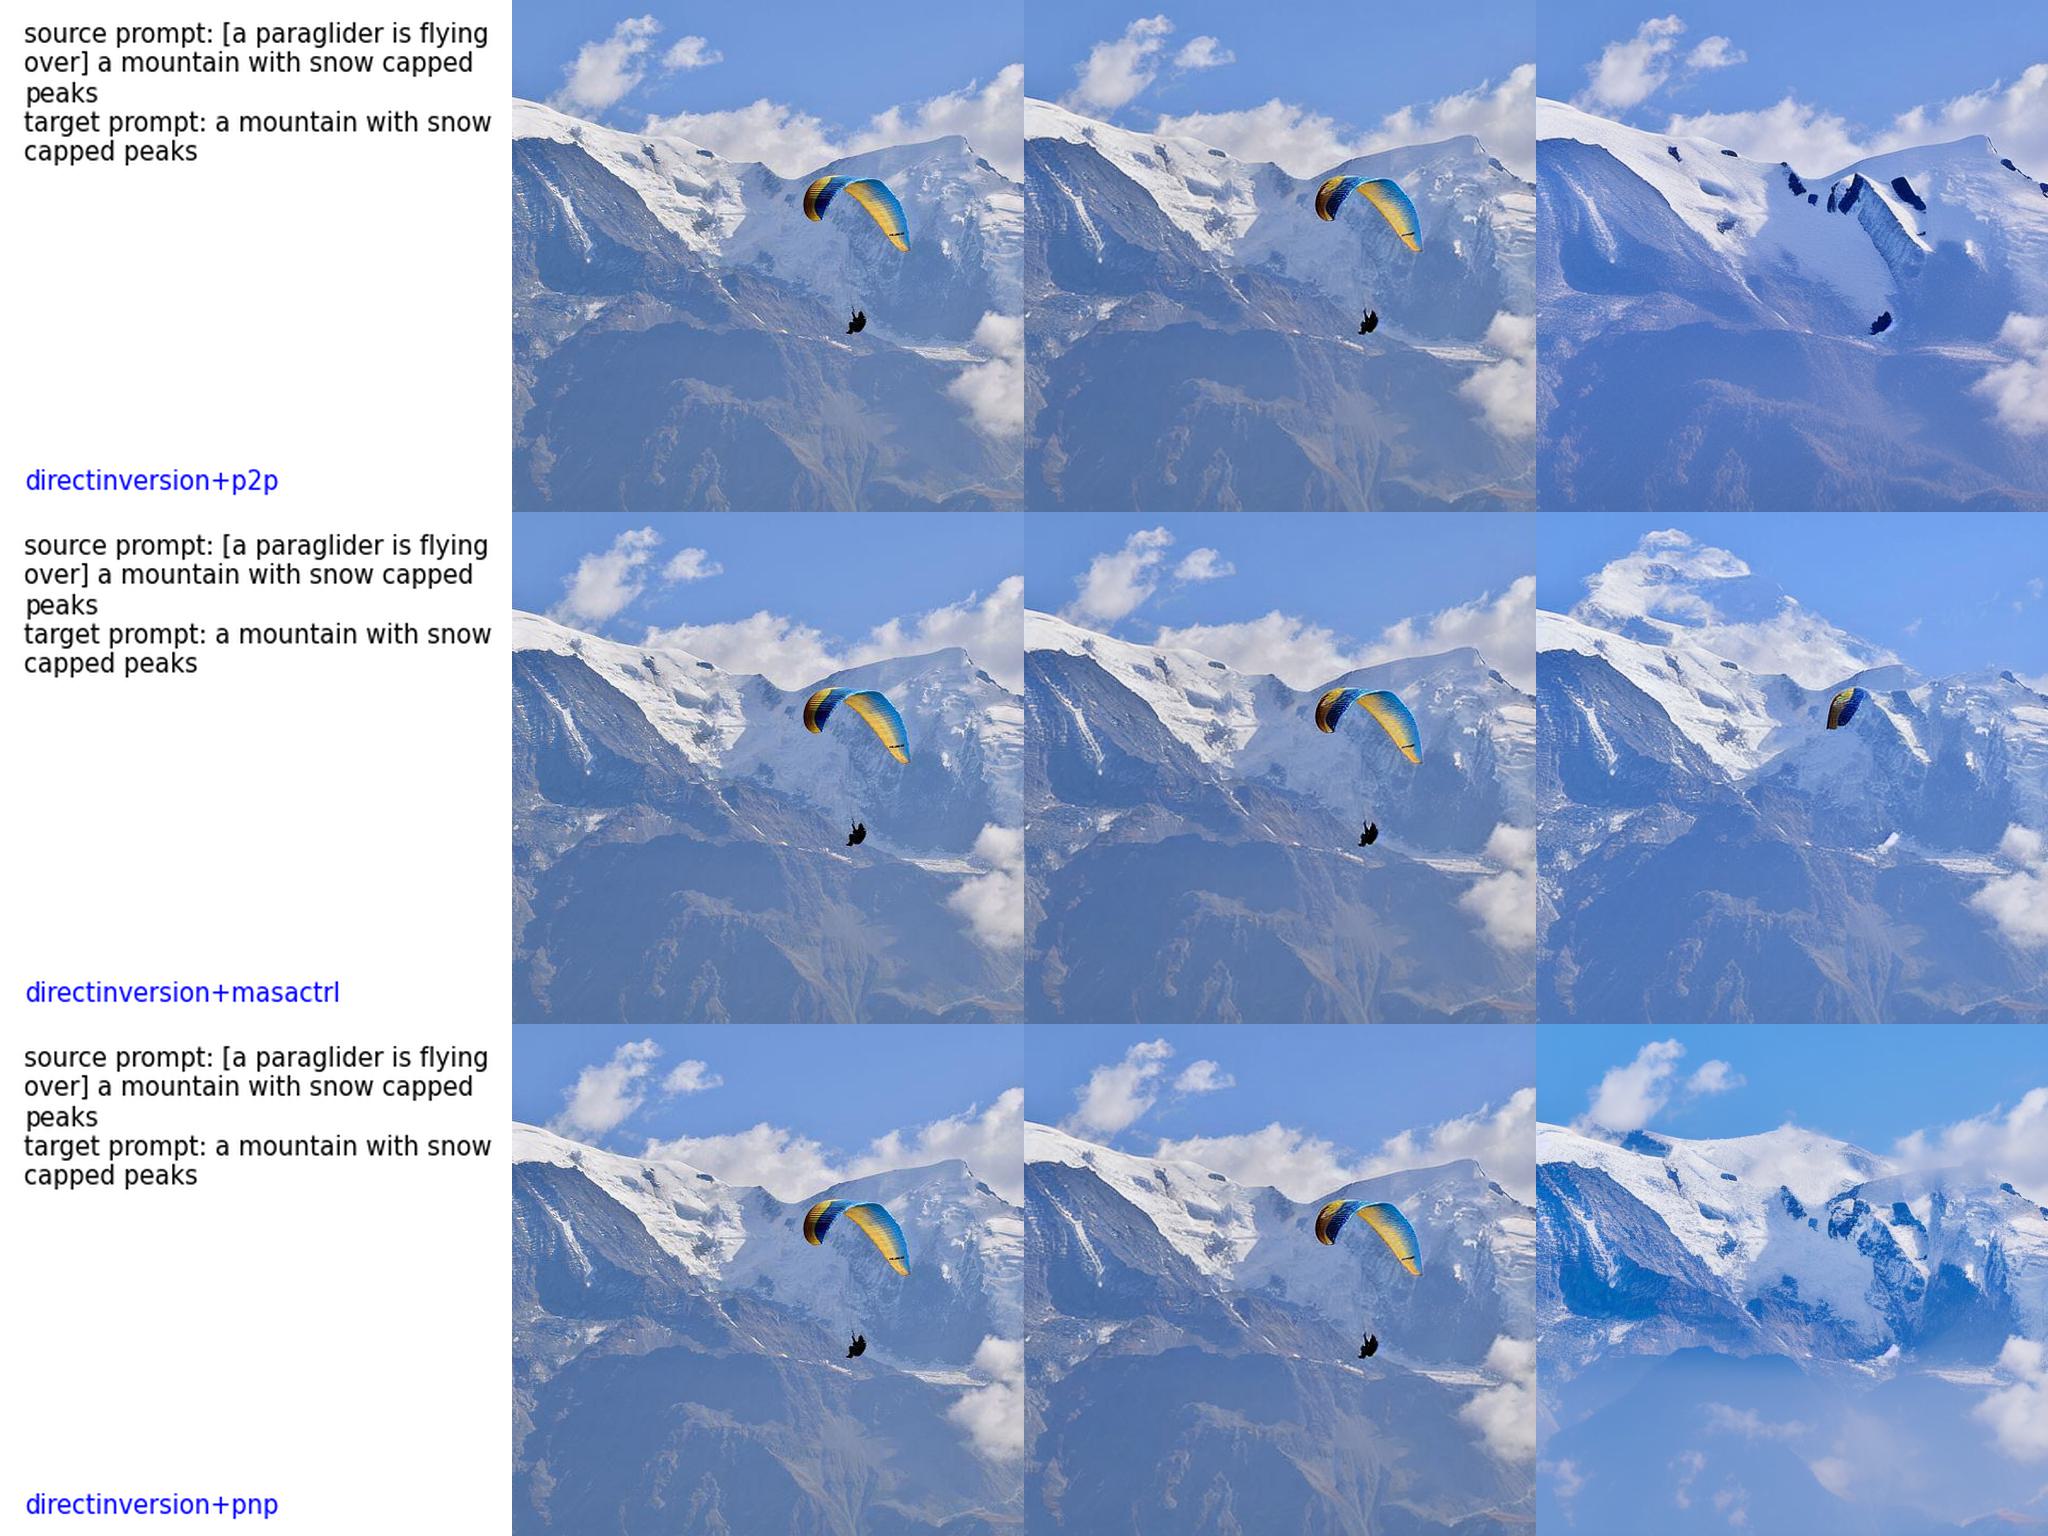 source prompt: [a paraglider is flying
over] a mountain with snow capped
peaks
target prompt: a mountain with snow
capped peaks
directinversion+p2p
source prompt: [a paraglider is flying
over] a mountain with snow capped
peaks
target prompt: a mountain with snow
capped peaks
directinversion+masactrl
source prompt: [a paraglider is flying
over] a mountain with snow capped
peaks
target prompt: a mountain with snow
capped peaks
directinversion+pnp